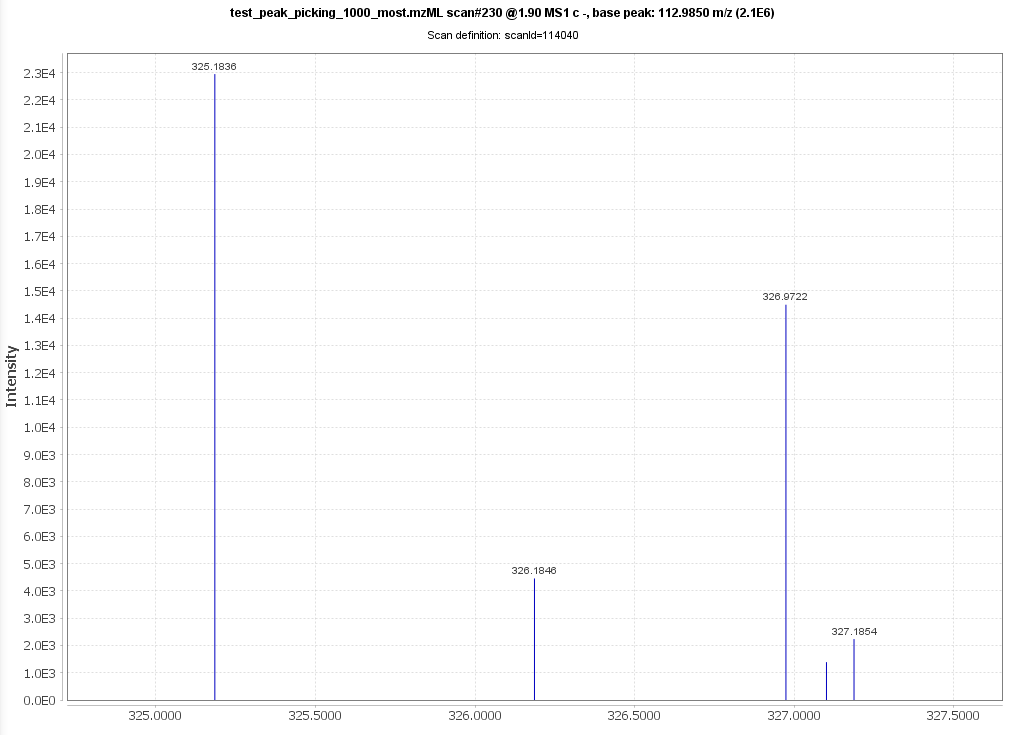 test_peak_picking_1000_most.mzML scan#230 @1.90 MS1 c -, base peak: 112.9850 m/z (2.1E6)
Scan definition: scanId=114040
325.1836
2.3E4
2.2E4
2.1E4
2.0E4
1.9E4
1.8E4
1.7E4
1.6E4
1.5E4
326.9722
1.4E4
1.3E4
1.2E4
1.1E4
1.0E4
9.0E3
8.0E3
7.0E3
6.0E3
5.0E3
326.1846
4.0E3
3.0E3
327.1854
2.0E3
1.0E3
0.0E0
Intensity
325.0000 325.5000 326.0000 326.5000 327.0000 327.5000